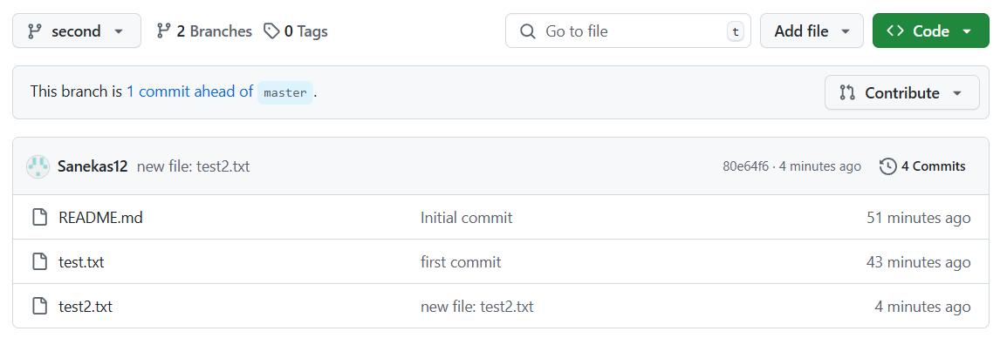 second 2 Branches 0 Tags Go to file t Add file Code
This branch is 1 commit ahead of master .
Contribute
Sanekas12 new file: test2.txt 80e64f6 · 4 minutes ago 4 Commits
README.md Initial commit 51 minutes ago
test.txt first commit 43 minutes ago
test2.txt new file: test2.txt 4 minutes ago